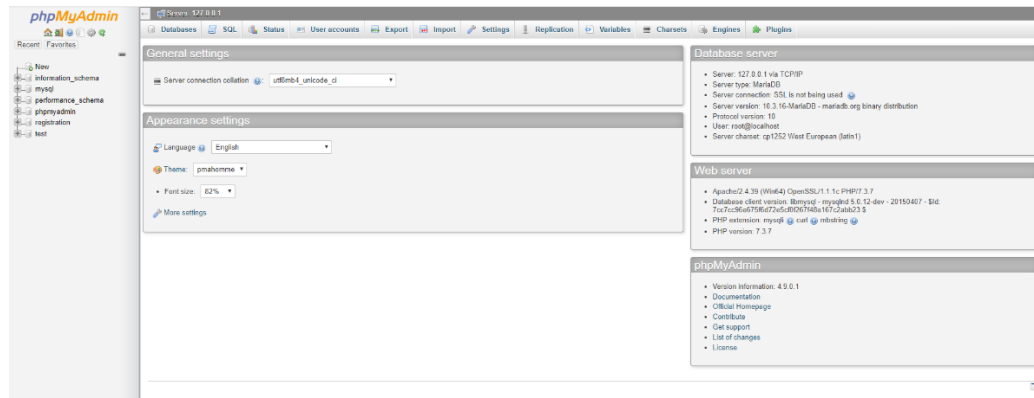 phpMyAdmin
Recent Favorites
New
information_schema
mysql
performance_schema
phpmyadmin
registration
test
Server: 127.0.0.1
Databases SQL Status User accounts Export Import Settings Replication Variables Charsets Engines Plugins
General settings
Server connection collation : utf8mb4_unicode_ci
Appearance settings
Language English
Theme: pmahomme
• Font size: 82%
More settings
Database server
• Server: 127.0.0.1 via TCP/IP
• Server type: MariaDB
• Server connection: SSL is not being used
• Server version: 10.3.16-MariaDB - mariadb.org binary distribution
• Protocol version: 10
• User: root@localhost
• Server charset: cp1252 West European (latin1)
Web server
• Apache/2.4.39 (Win64) OpenSSL/1.1.1c PHP/7.3.7
• Database client version: libmysql - mysqlnd 5.0.12-dev - 20150407 - $Id:
$
• PHP extension: mysqli curl mbstring
• PHP version: 7.3.7
phpMyAdmin
• Version information: 4.9.0.1
• Documentation
• Official Homepage
• Contribute
• Get support
• List of changes
• License